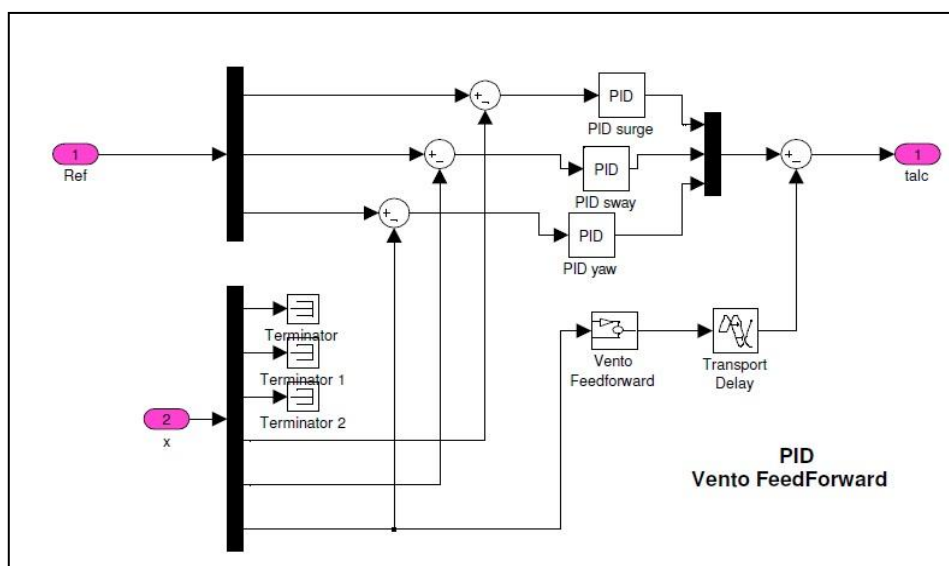 PID
PID surge
1
Ref
PID
PID sway
1
talc
PID
PID yaw
Terminator
Terminator 1
Terminator 2
Vento
Feedforward
Transport
Delay
2
x
PID
Vento FeedForward